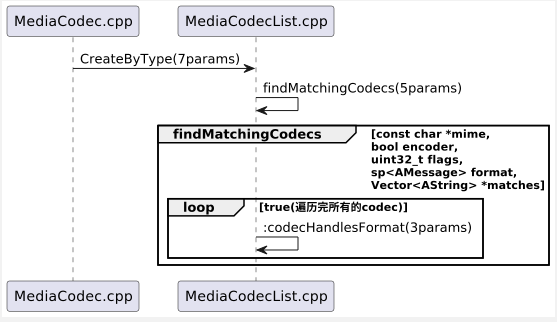 MediaCodec.cpp
MediaCodecList.cpp
CreateByType(7params)
findMatchingCodecs(5params)
findMatchingCodecs
[const char *mime,
bool encoder,
uint32_t flags,
sp<AMessage> format,
Vector<AString> *matches]
loop
[true(遍历完所有的codec)]
:codecHandlesFormat(3params)
MediaCodec.cpp
MediaCodecList.cpp